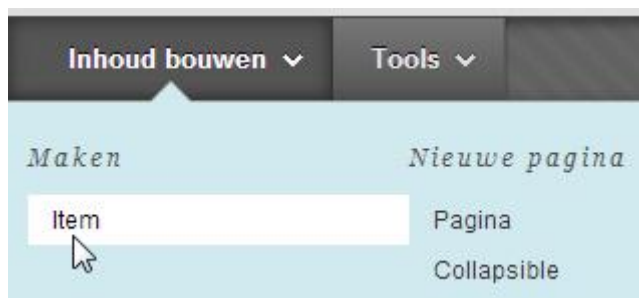 Inhoud bouwen Tools
Maken Nieuwe pagina
Item Pagina
Collapsible